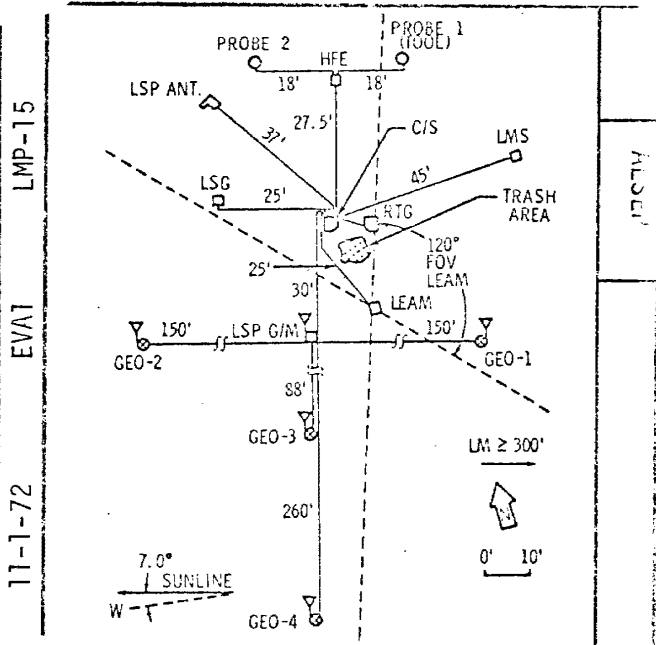 PROBE 2
PROBE 1
(TOOL)
HFE
18'
18'
LSP ANT.
27.5'
C/S
37'
LMS
45'
LSG
25'
TRASH
AREA
RTG
120°
FOV
LEAM
25'
30'
LEAM
150'
LSP G/M
150'
GEO-2
GEO-1
88'
GEO-3
LM ≥ 300'
260'
N
0' 10'
7.0°
SUNLINE
W
GEO-4
LMP-15
EVA1
11-1-72
ALSEP